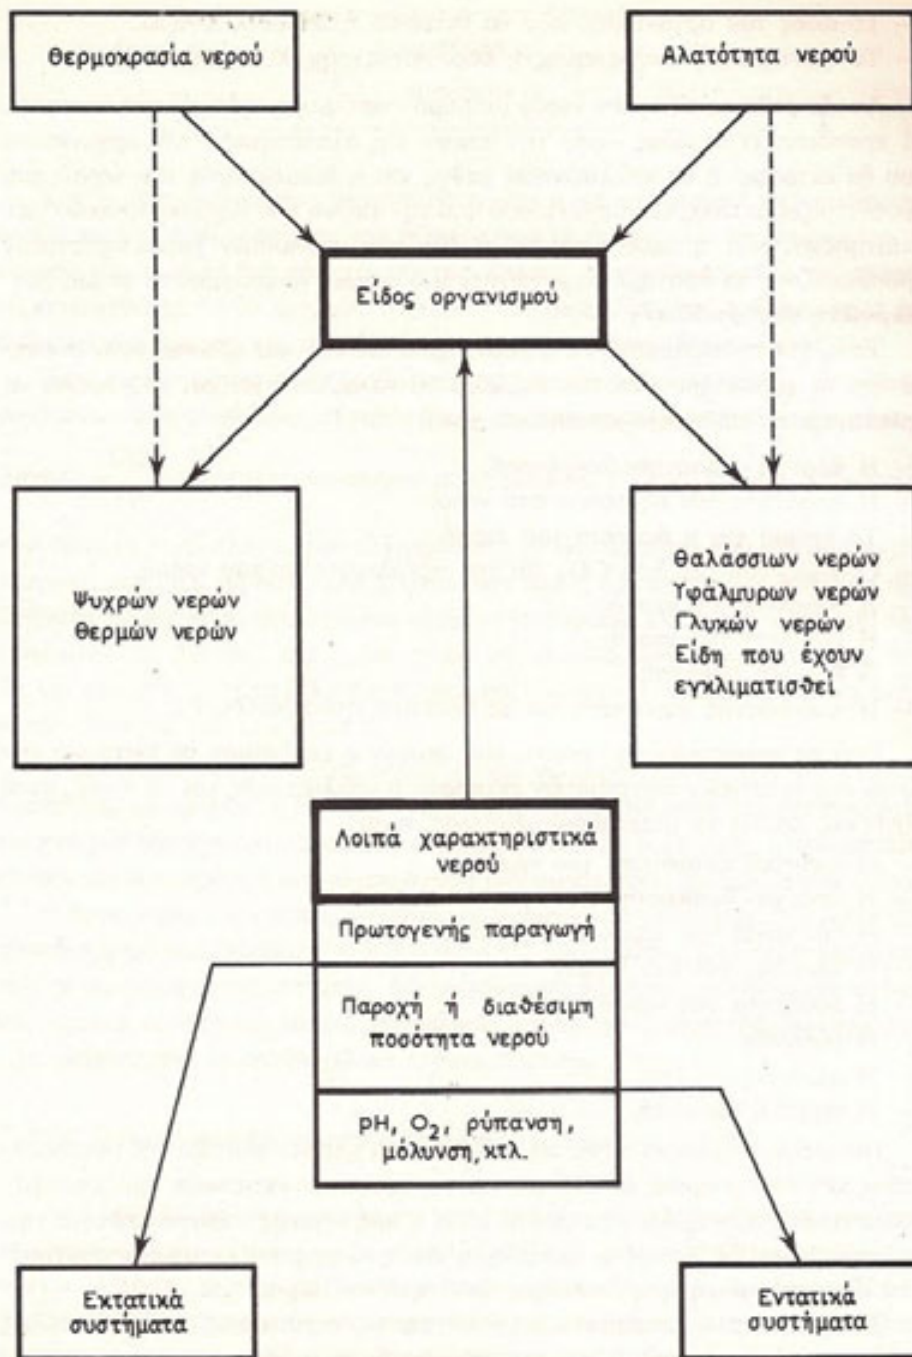 Θερμοκρασία νερού
Αλατότητα νερού
Είδος οργανισμού
Ψυχρών νερών
Θερμών νερών
Θαλάσσιων νερών
Υφάλμυρων νερών
Γλυκών νερών
Είδη που έχουν
εγκλιματισθεί
Λοιπά χαρακτηριστικά
νερού
Πρωτογενής παραγωγή
Παροχή ή διαθέσιμη
ποσότητα νερού
pH, O₂, ρύπανση,
μόλυνση, κτλ.
Εκτατικά
συστήματα
Εντατικά
συστήματα